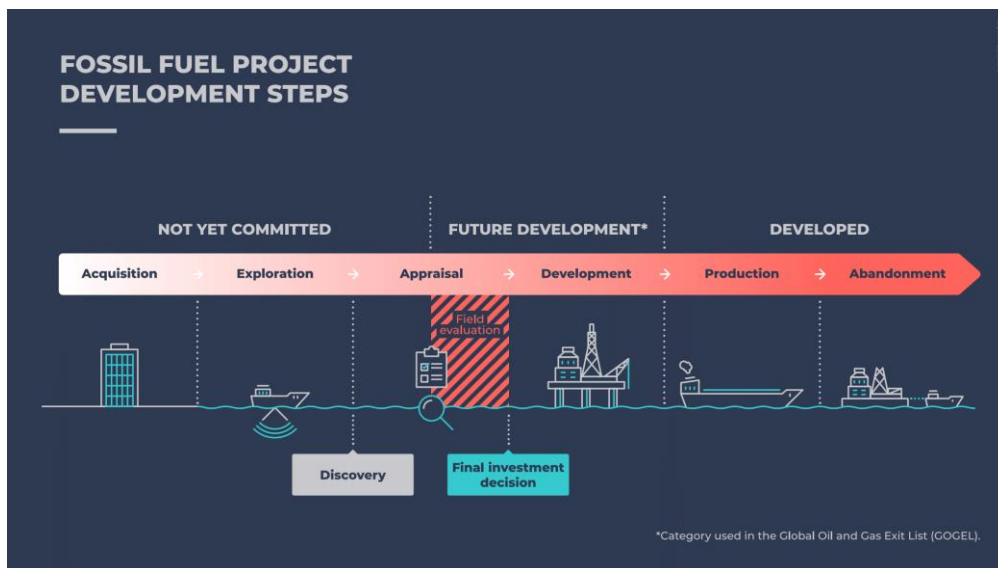 FOSSIL FUEL PROJECT
DEVELOPMENT STEPS
NOT YET COMMITTED
FUTURE DEVELOPMENT*
DEVELOPED
Acquisition → Exploration → Appraisal → Development → Production → Abandonment
Field
evaluation
Discovery
Final investment
decision
*Category used in the Global Oil and Gas Exit List (GOGEL).